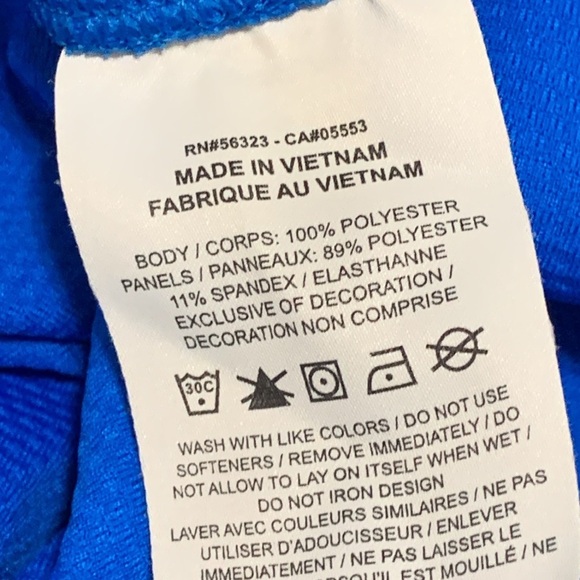 RN#56323 - CA#05553
MADE IN VIETNAM
FABRIQUE AU VIETNAM
BODY / CORPS: 100% POLYESTER
PANELS / PANNEAUX: 89% POLYESTER
11% SPANDEX / ELASTHANNE
EXCLUSIVE OF DECORATION /
DECORATION NON COMPRISE
30C
WASH WITH LIKE COLORS / DO NOT USE
SOFTENERS / REMOVE IMMEDIATELY / DO
NOT ALLOW TO LAY ON ITSELF WHEN WET /
DO NOT IRON DESIGN
LAVER AVEC COULEURS SIMILAIRES / NE PAS
UTILISER D'ADOUCISSEUR / ENLEVER
IMMEDIATEMENT / NE PAS LAISSER LE
EST MOUILLÉ / NE